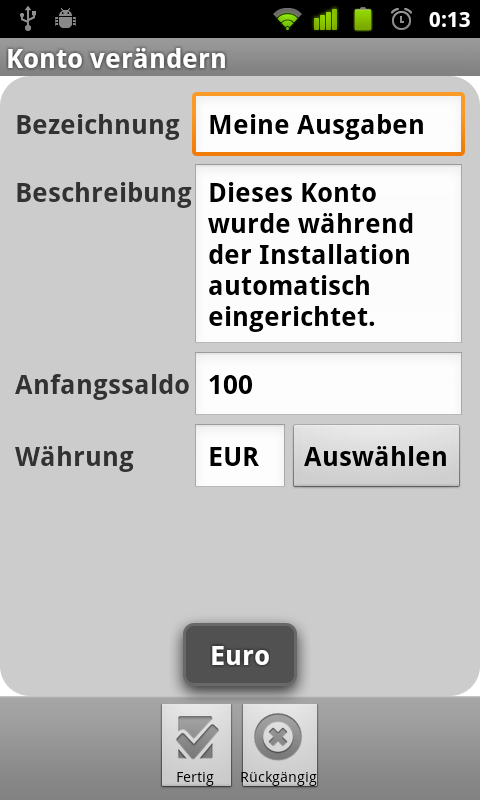 0:13
Konto verändern
Bezeichnung Meine Ausgaben
Beschreibung Dieses Konto
wurde während
der Installation
automatisch
eingerichtet.
Anfangssaldo 100
Währung EUR Auswählen
Euro
Fertig Rückgängig